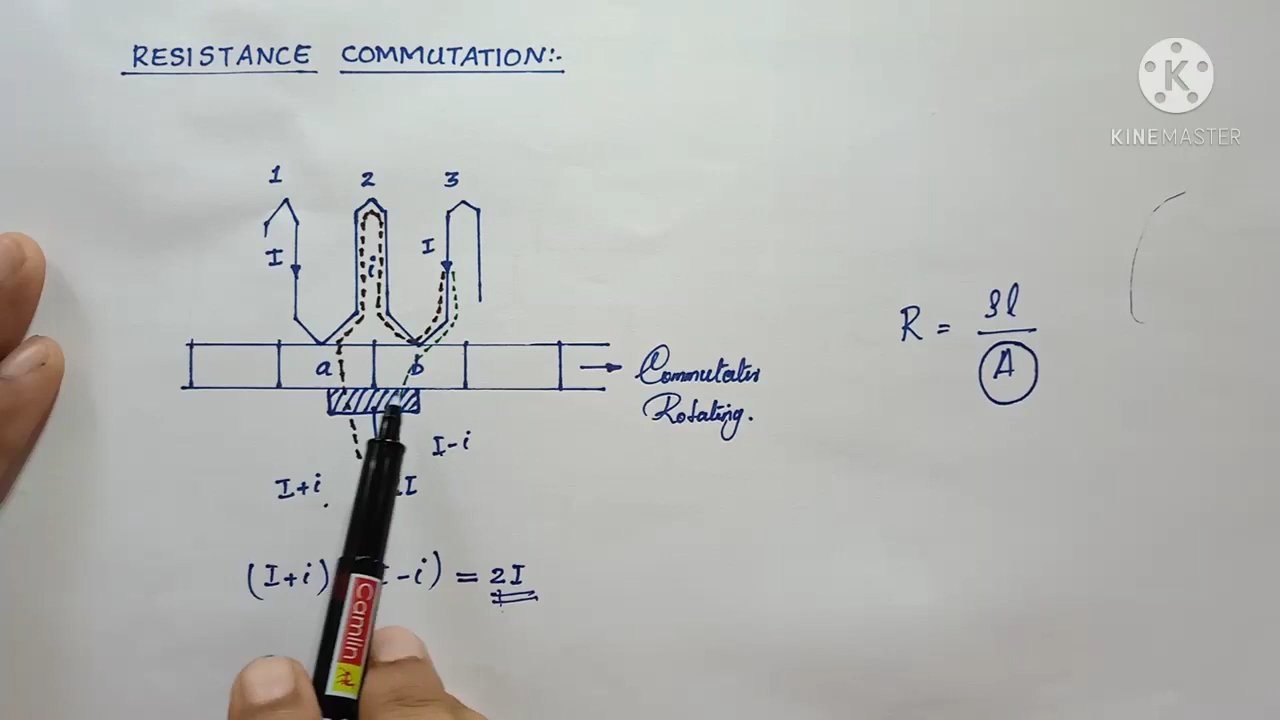 RESISTANCE COMMUTATION:-
K
KINEMASTER
1 2 3
I i I
R = ρl
A
a b
Commutator
Rotating.
I-i
I+i I
(I+i) -i) = 2I
Camlin